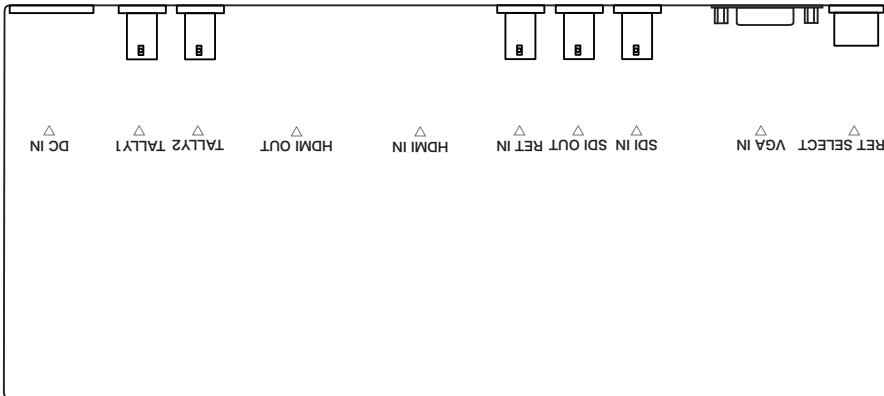 RET SELECT
VGA IN
SDI IN
SDI OUT
RET IN
HDMI IN
HDMI OUT
TALLY2
TALLY1
DC IN